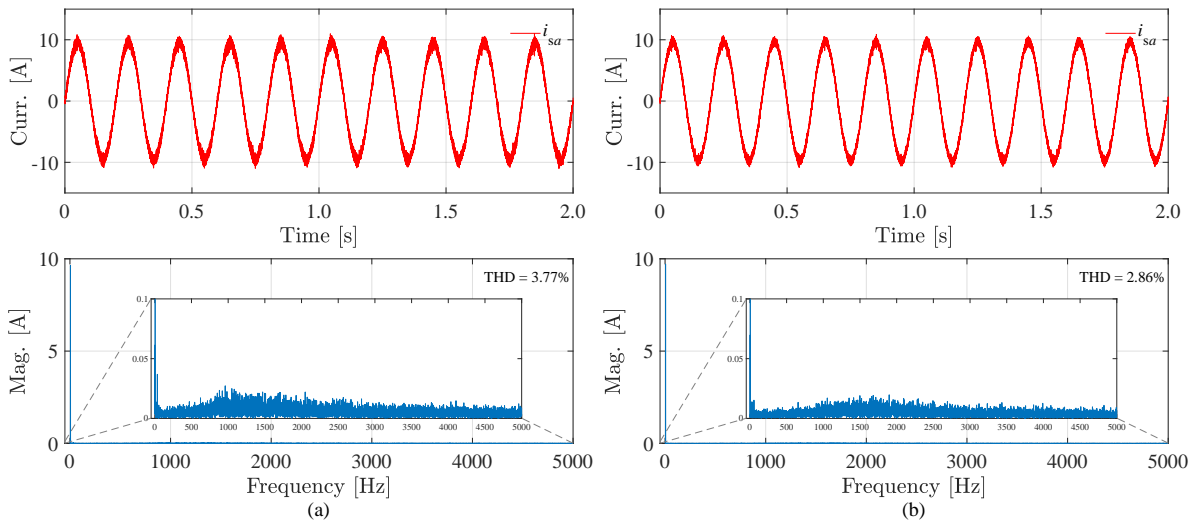 10
0
-10
Curr. [A]
i_sa
0 0.5 1.0 1.5 2.0
Time [s]
10
5
0
Mag. [A]
THD = 3.77%
0.1
0.05
0
0 500 1000 1500 2000 2500 3000 3500 4000 4500 5000
0 1000 2000 3000 4000 5000
Frequency [Hz]
(a)
10
0
-10
Curr. [A]
i_sa
0 0.5 1.0 1.5 2.0
Time [s]
10
5
0
Mag. [A]
THD = 2.86%
0.1
0.05
0
0 500 1000 1500 2000 2500 3000 3500 4000 4500 5000
0 1000 2000 3000 4000 5000
Frequency [Hz]
(b)